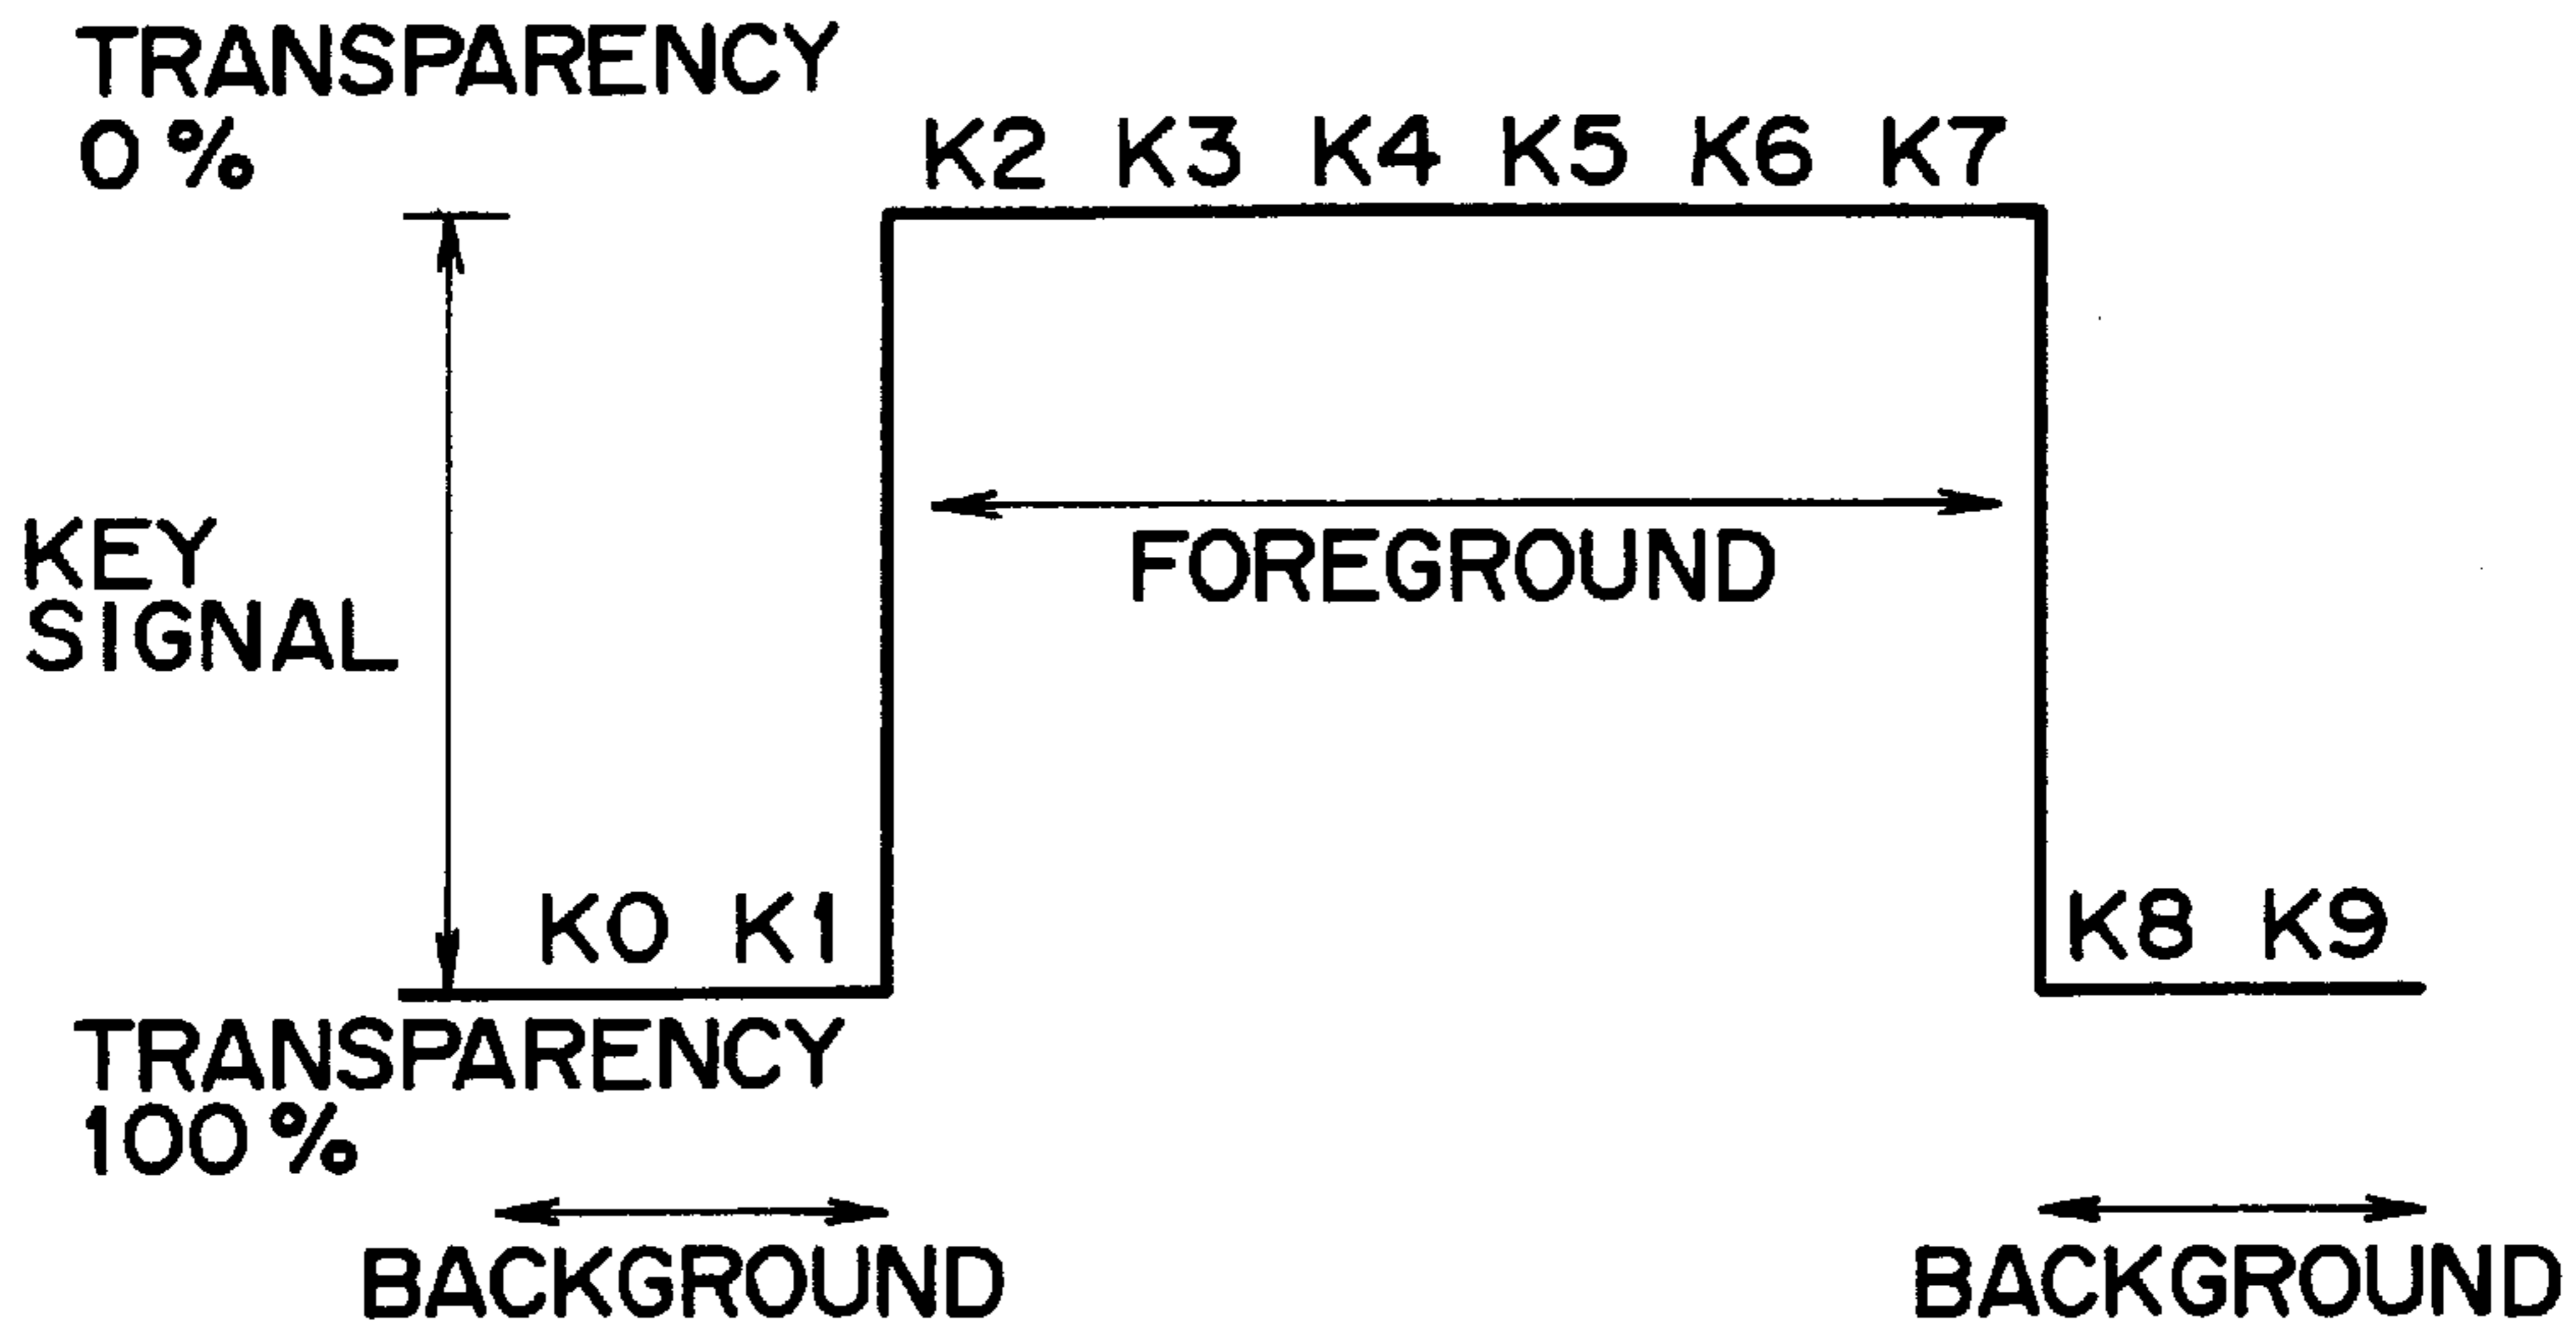 TRANSPARENCY
0%
K2 K3 K4 K5 K6 K7
KEY
SIGNAL
FOREGROUND
K0 K1
K8 K9
TRANSPARENCY
100%
BACKGROUND
BACKGROUND